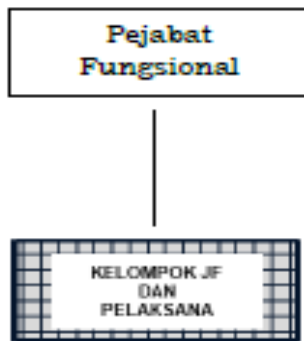 Pejabat
Fungsional
KELOMPOK JF
DAN
PELAKSANA